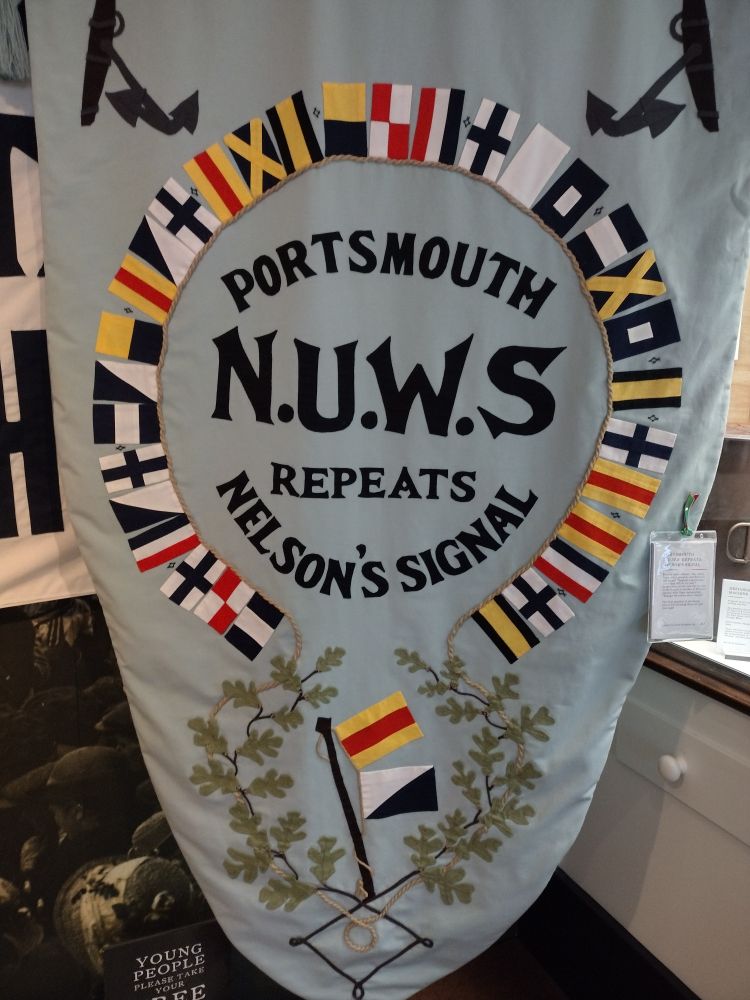 PORTSMOUTH
N.U.W.S
REPEATS
NELSON'S SIGNAL
YOUNG
PEOPLE
PLEASE TAKE
YOUR